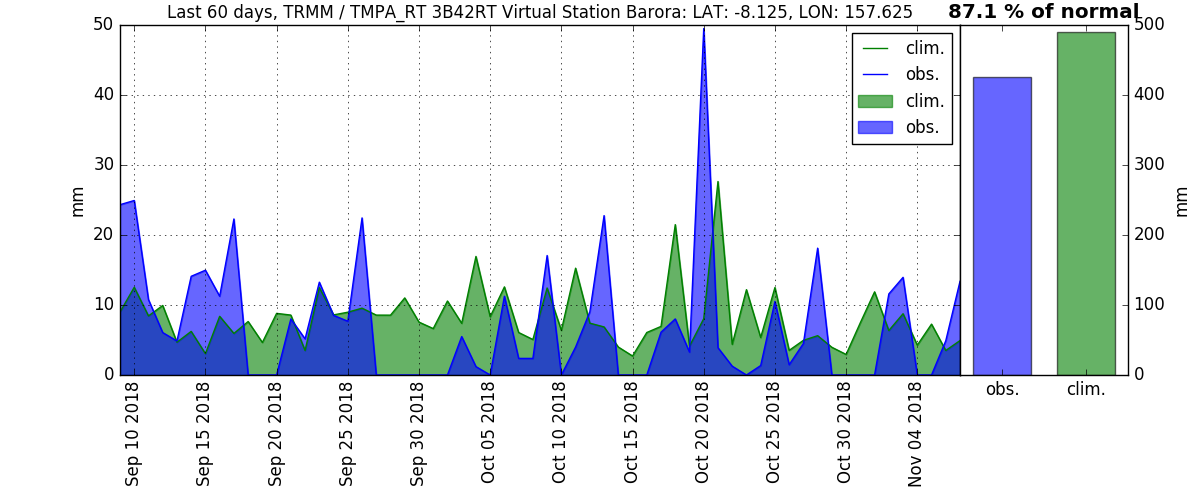 Last 60 days, TRMM / TMPA_RT 3B42RT Virtual Station Barora: LAT: -8.125, LON: 157.625
87.1 % of normal
50
40
30
20
10
0
mm
clim.
obs.
clim.
obs.
500
400
300
200
100
0
mm
Sep 10 2018
Sep 15 2018
Sep 20 2018
Sep 25 2018
Sep 30 2018
Oct 05 2018
Oct 10 2018
Oct 15 2018
Oct 20 2018
Oct 25 2018
Oct 30 2018
Nov 04 2018
obs.
clim.